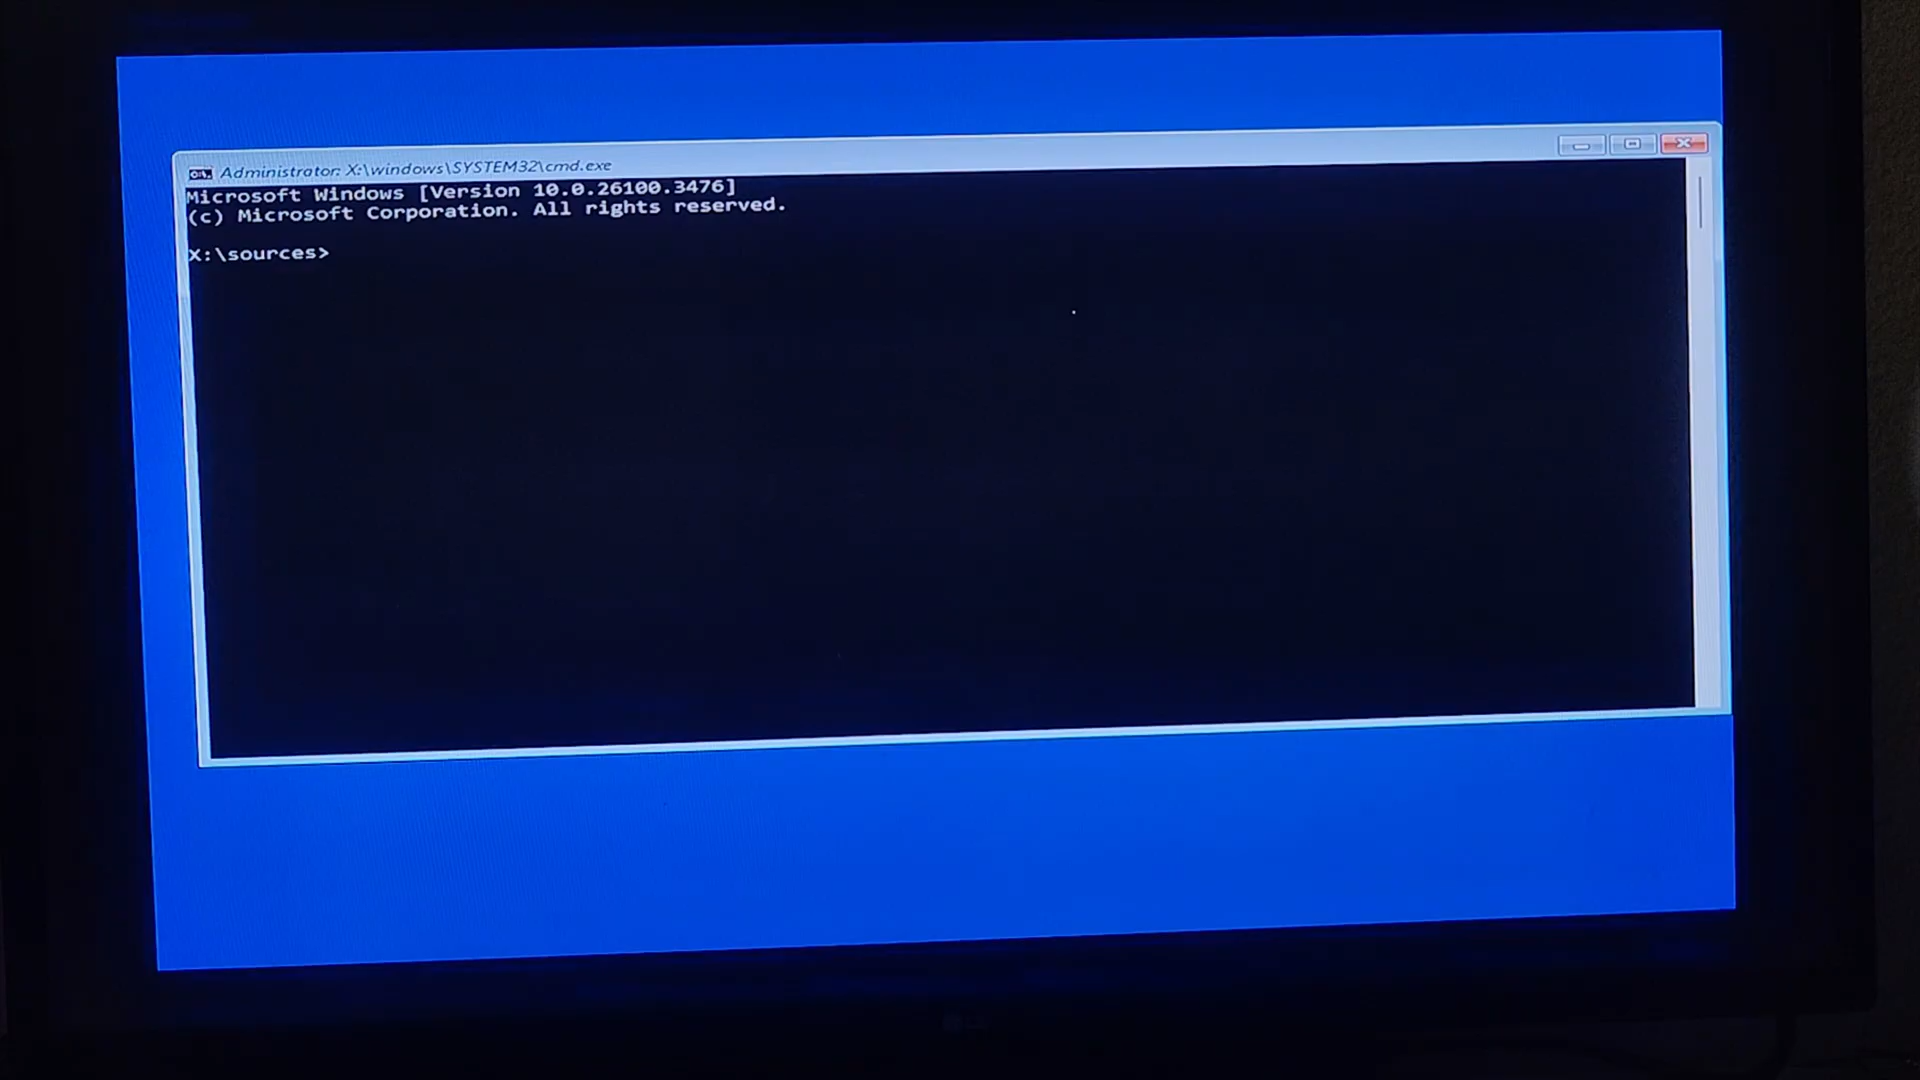 Administrator: X:\windows\SYSTEM32\cmd.exe
Microsoft Windows [Version 10.0.26100.3476]
(c) Microsoft Corporation. All rights reserved.
X:\sources>